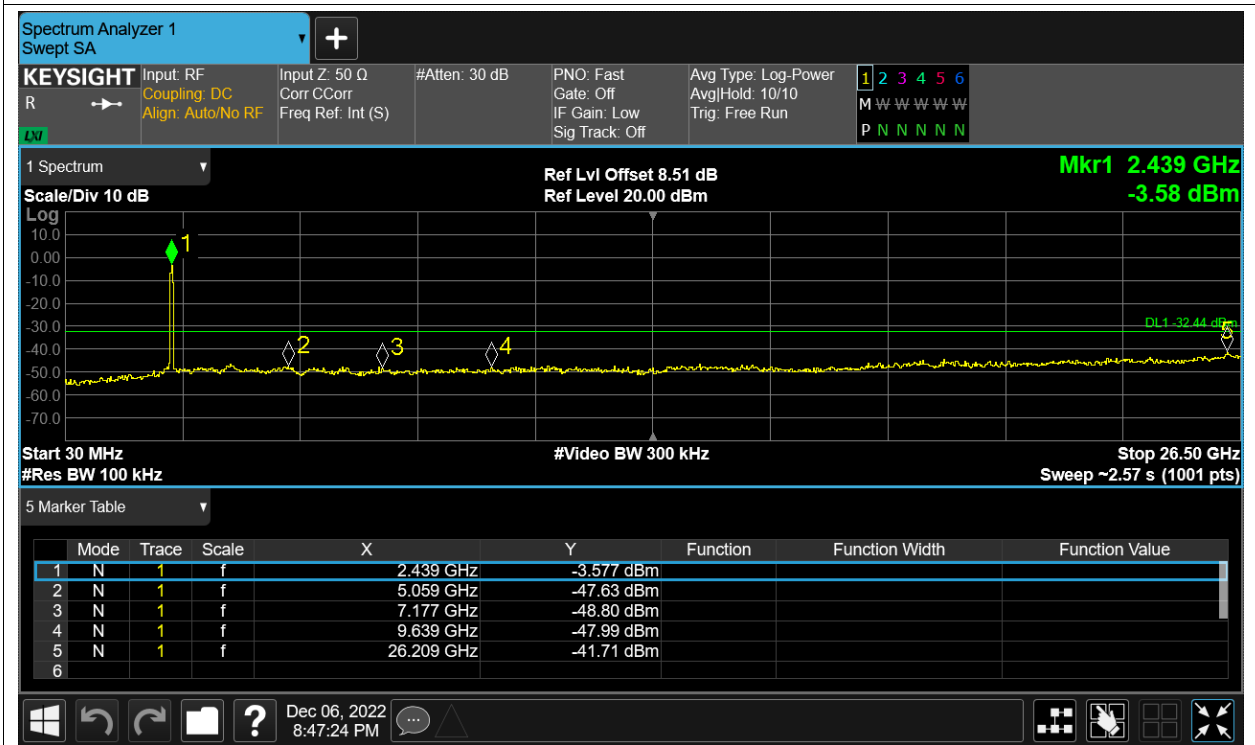 Spectrum Analyzer 1
Swept SA
KEYSIGHT
R
LXI
Input: RF
Coupling: DC
Align: Auto/No RF
Input Z: 50 Ω
Corr CCorr
Freq Ref: Int (S)
#Atten: 30 dB
PNO: Fast
Gate: Off
IF Gain: Low
Sig Track: Off
Avg Type: Log-Power
Avg|Hold: 10/10
Trig: Free Run
1 2 3 4 5 6
M W W W W W
P N N N N N
1 Spectrum
Scale/Div 10 dB
Ref Lvl Offset 8.51 dB
Ref Level 20.00 dBm
Mkr1 2.439 GHz
-3.58 dBm
Log
10.0
0.00
-10.0
-20.0
-30.0
-40.0
-50.0
-60.0
-70.0
1
2
3
4
5
DL1 -32.44 dBm
Start 30 MHz
#Video BW 300 kHz
Stop 26.50 GHz
#Res BW 100 kHz
Sweep ~2.57 s (1001 pts)
5 Marker Table
Mode Trace Scale X Y Function Function Width Function Value
1 N 1 f 2.439 GHz -3.577 dBm
2 N 1 f 5.059 GHz -47.63 dBm
3 N 1 f 7.177 GHz -48.80 dBm
4 N 1 f 9.639 GHz -47.99 dBm
5 N 1 f 26.209 GHz -41.71 dBm
6
?
Dec 06, 2022
8:47:24 PM